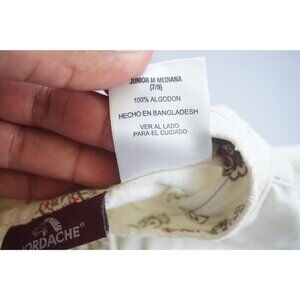 JUNIOR M MEDIANA
(7/9)
100% ALGODON
HECHO EN BANGLADESH
VER AL LADO
PARA EL CUIDADO
JORDACHE